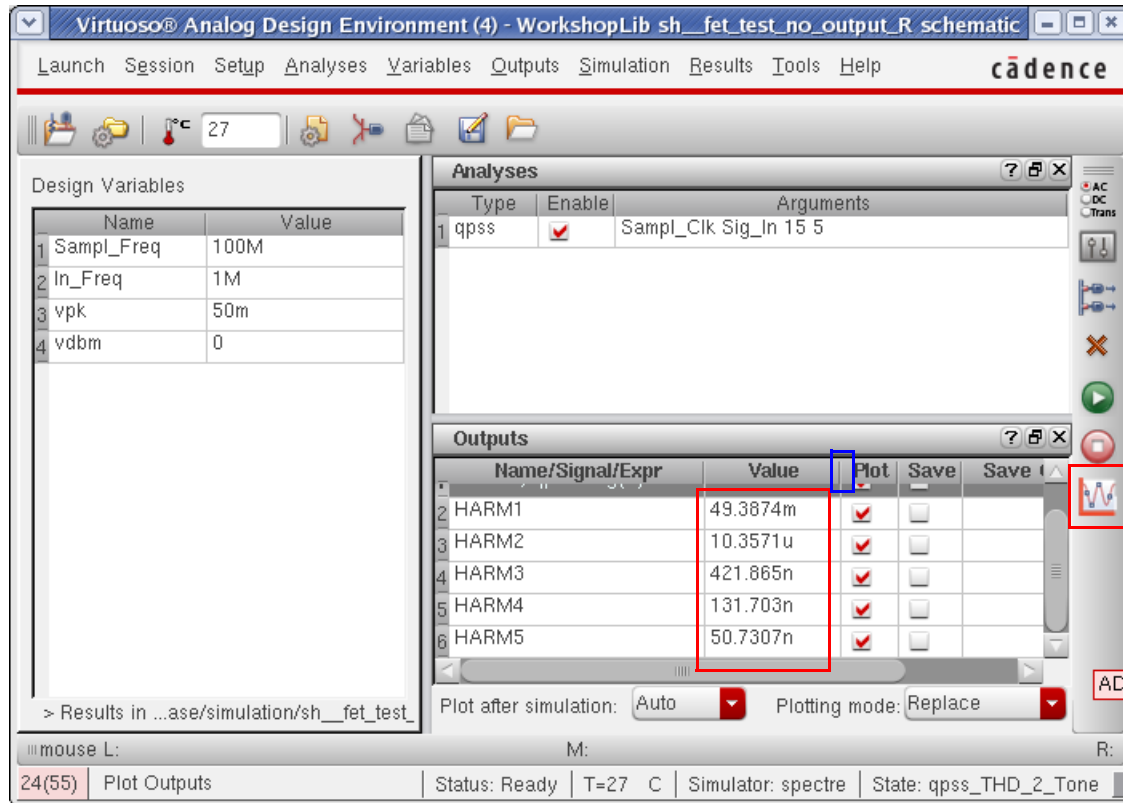 Virtuoso® Analog Design Environment (4) - WorkshopLib sh__fet_test_no_output_R schematic
Launch Session Setup Analyses Variables Outputs Simulation Results Tools Help cādence
°C 27
Design Variables
Name Value
1 Sampl_Freq 100M
2 In_Freq 1M
3 vpk 50m
4 vdbm 0
> Results in ...ase/simulation/sh__fet_test_
Analyses
Type Enable Arguments
1 qpss Sampl_Clk Sig_In 15 5
AC
DC
Trans
Outputs
Name/Signal/Expr Value Plot Save Save
2 HARM1 49.3874m
3 HARM2 10.3571u
4 HARM3 421.865n
5 HARM4 131.703n
6 HARM5 50.7307n
AD
Plot after simulation: Auto Plotting mode: Replace
mouse L: M: R:
24(55) Plot Outputs Status: Ready T=27 C Simulator: spectre State: qpss_THD_2_Tone